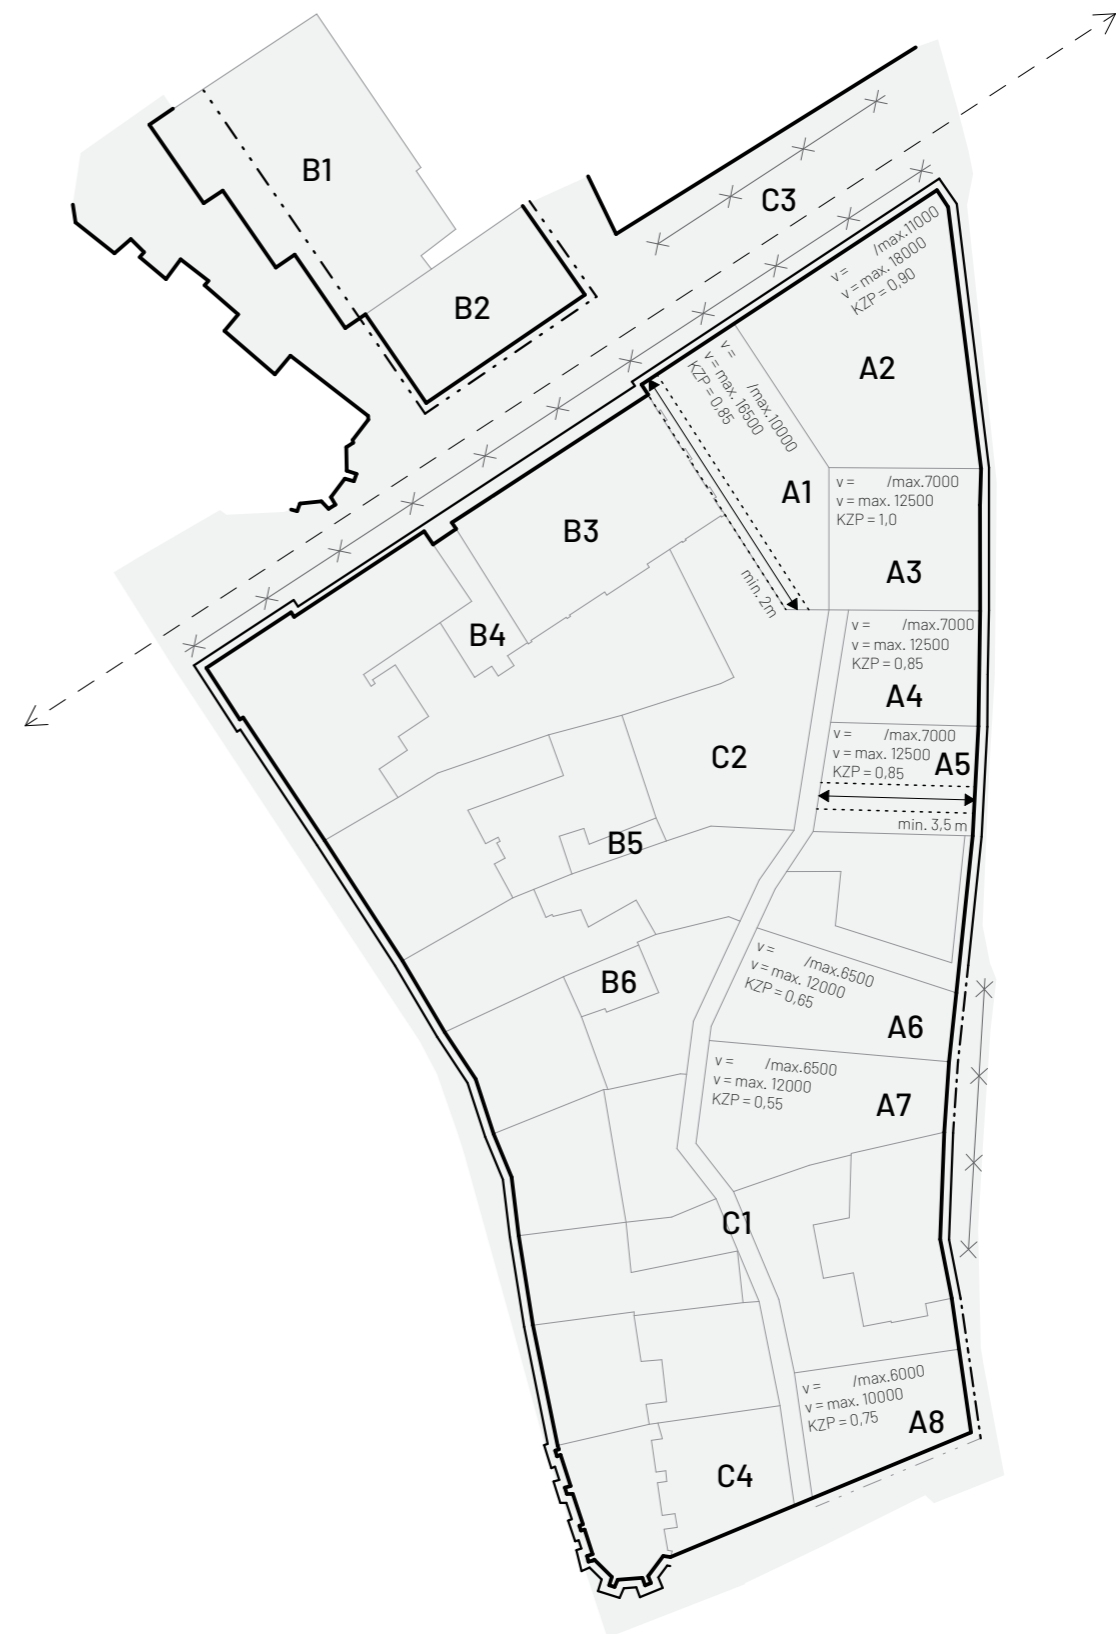 B1
C3
v = /max.11000
v = max. 18000
KZP = 0,90
B2
A2
v = /max.10000
v = max. 16500
KZP = 0,85
A1
v = /max.7000
v = max. 12500
KZP = 1,0
B3
A3
min. 2m
B4
v = /max.7000
v = max. 12500
KZP = 0,85
A4
v = /max.7000
v = max. 12500
KZP = 0,85
A5
C2
min. 3,5 m
B5
v = /max.6500
v = max. 12000
KZP = 0,65
B6
A6
v = /max.6500
v = max. 12000
KZP = 0,55
A7
C1
v = /max.6000
v = max. 10000
KZP = 0,75
A8
C4